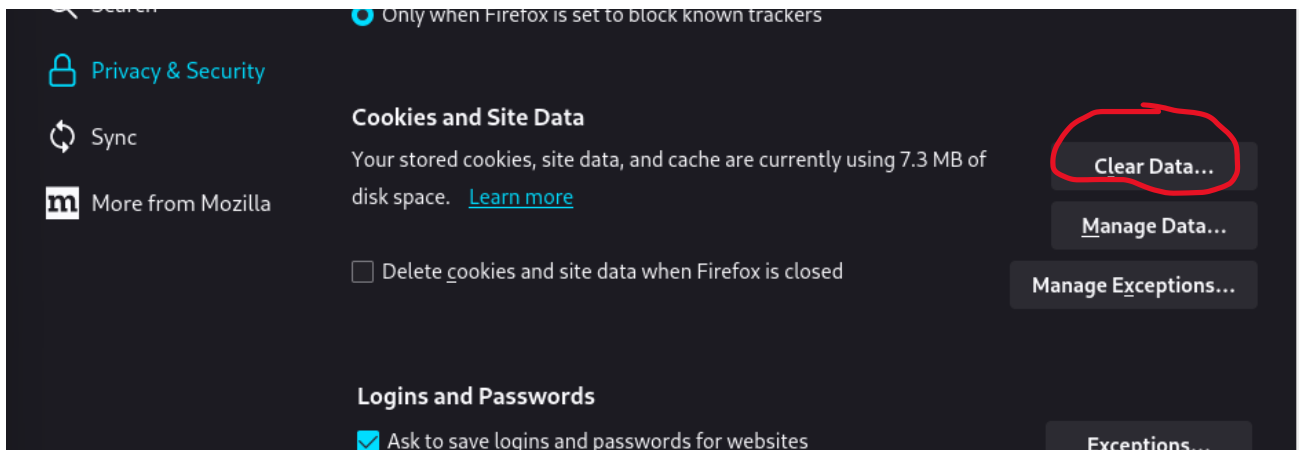 Search
Only when Firefox is set to block known trackers
Privacy & Security
Sync
m More from Mozilla
Cookies and Site Data
Your stored cookies, site data, and cache are currently using 7.3 MB of
disk space. Learn more
Clear Data...
Manage Data...
Delete cookies and site data when Firefox is closed
Manage Exceptions...
Logins and Passwords
Ask to save logins and passwords for websites
Exceptions...